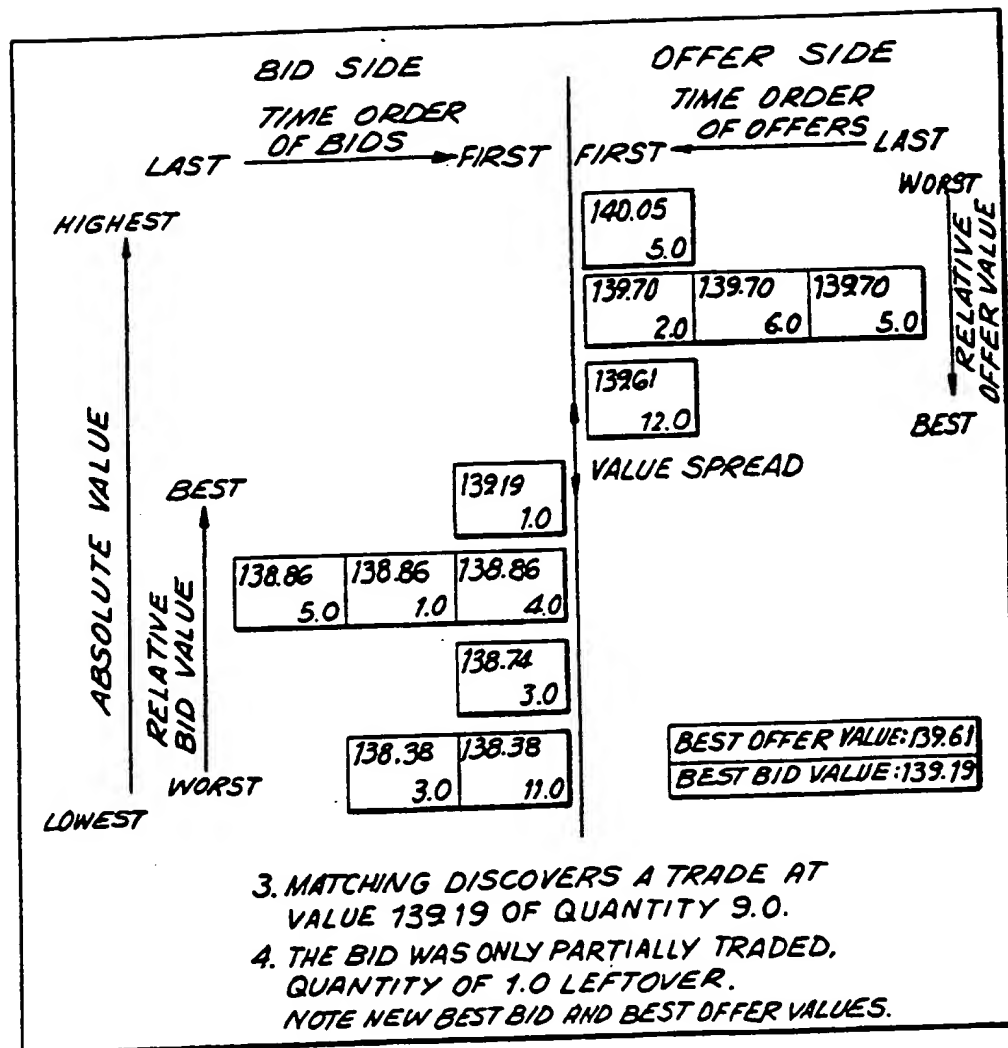 BID SIDE
OFFER SIDE
TIME ORDER
OF BIDS
TIME ORDER
OF OFFERS
LAST
FIRST
FIRST
LAST
HIGHEST
WORST
140.05
5.0
139.70
139.70
13970
2.0
6.0
5.0
RELATIVE
OFFER VALUE
13961
12.0
BEST
VALUE SPREAD
ABSOLUTE VALUE
BEST
13919
1.0
RELATIVE
BID VALUE
138.86
138.86
138.86
5.0
1.0
4.0
138.74
3.0
138.38
138.38
3.0
11.0
WORST
LOWEST
BEST OFFER VALUE:139.61
BEST BID VALUE:139.19
3. MATCHING DISCOVERS A TRADE AT
VALUE 139.19 OF QUANTITY 9.0.
4. THE BID WAS ONLY PARTIALLY TRADED.
QUANTITY OF 1.0 LEFTOVER.
NOTE NEW BEST BID AND BEST OFFER VALUES.